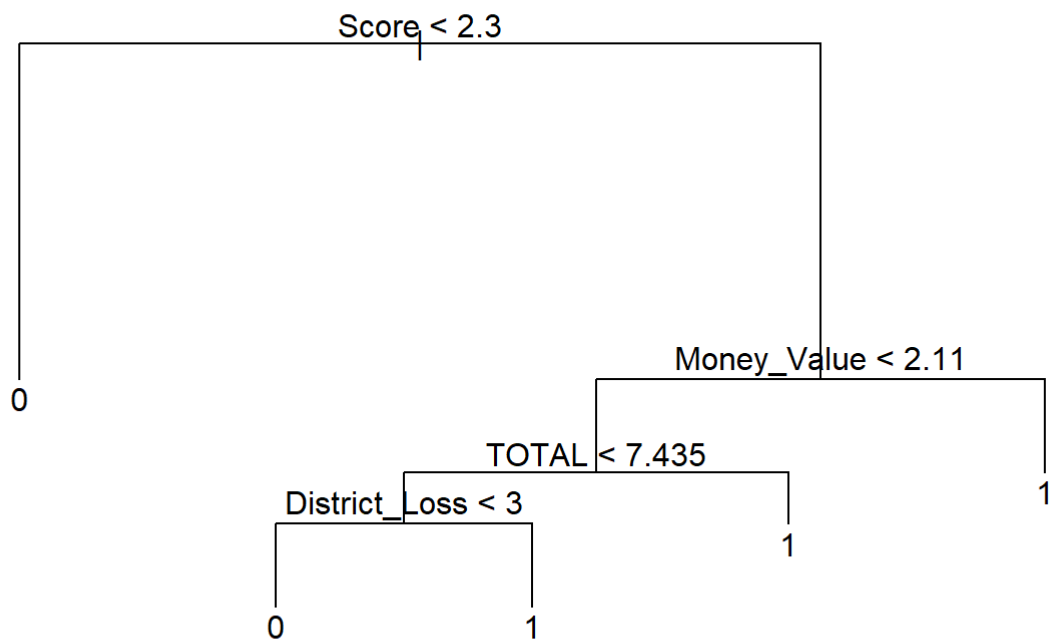 Score < 2.3
Money_Value < 2.11
0
TOTAL < 7.435
1
District_Loss < 3
1
0
1